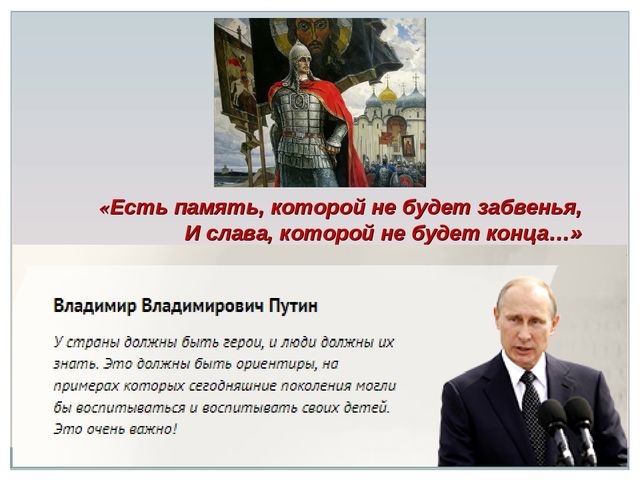 «Есть память, которой не будет забвенья,
И слава, которой не будет конца…»
Владимир Владимирович Путин
У страны должны быть герои, и люди должны их
знать. Это должны быть ориентиры, на
примерах которых сегодняшние поколения могли
бы воспитываться и воспитывать своих детей.
Это очень важно!